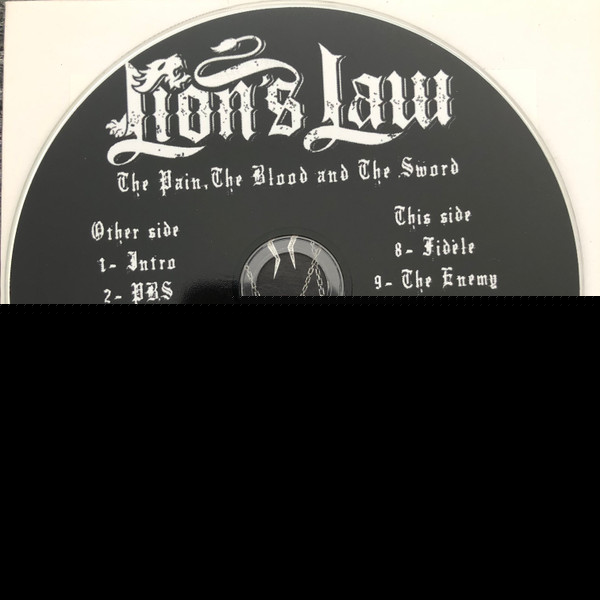 Lion's Law
The Pain, The Blood and The Sword
Other side
1- Intro
2- PBS
This side
8- Fidèle
9- The Enemy